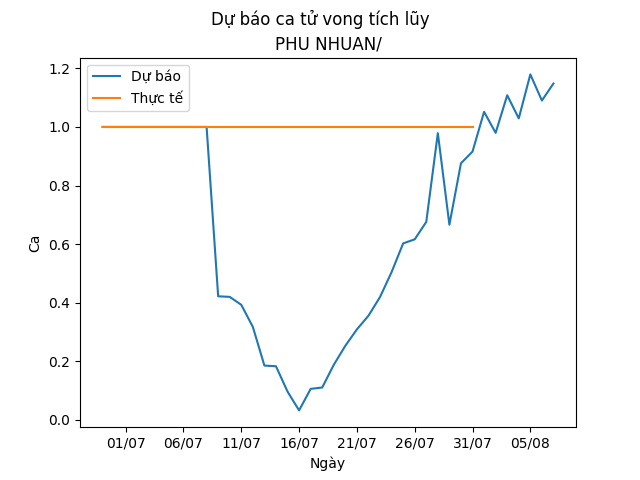 Dự báo ca tử vong tích lũy
PHU NHUAN/
Dự báo
Thực tế
Ca
1.2
1.0
0.8
0.6
0.4
0.2
0.0
01/07 06/07 11/07 16/07 21/07 26/07 31/07 05/08
Ngày